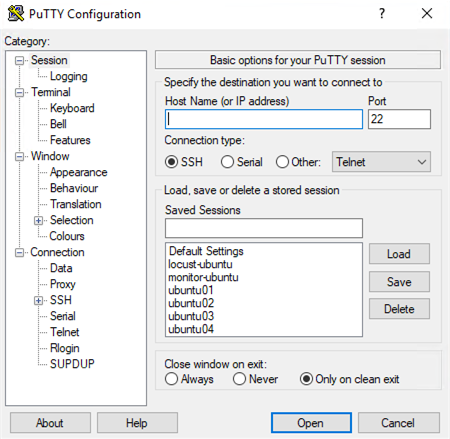 PuTTY Configuration
?
Category:
Session
Logging
Terminal
Keyboard
Bell
Features
Window
Appearance
Behaviour
Translation
Selection
Colours
Connection
Data
Proxy
SSH
Serial
Telnet
Rlogin
SUPDUP
Basic options for your PuTTY session
Specify the destination you want to connect to
Host Name (or IP address) Port
22
Connection type:
SSH Serial Other: Telnet
Load, save or delete a stored session
Saved Sessions
Default Settings
locust-ubuntu
monitor-ubuntu
ubuntu01
ubuntu02
ubuntu03
ubuntu04
Load
Save
Delete
Close window on exit:
Always Never Only on clean exit
About Help Open Cancel